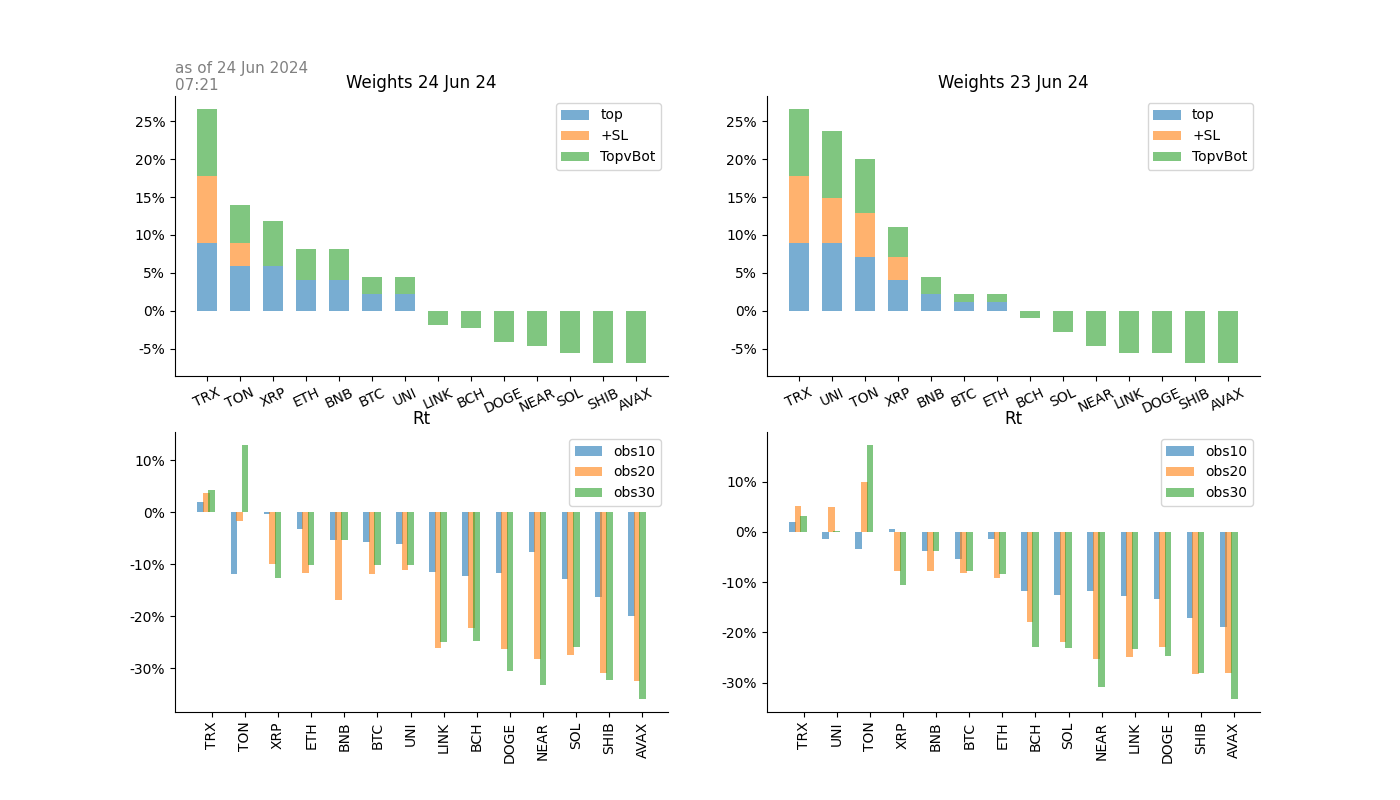 as of 24 Jun 2024
07:21
Weights 24 Jun 24
top
+SL
TopvBot
25%
20%
15%
10%
5%
0%
-5%
TRX TON XRP ETH BNB BTC UNI LINK BCH DOGE NEAR SOL SHIB AVAX
Weights 23 Jun 24
top
+SL
TopvBot
25%
20%
15%
10%
5%
0%
-5%
TRX UNI TON XRP BNB BTC ETH BCH SOL NEAR LINK DOGE SHIB AVAX
Rt
obs10
obs20
obs30
10%
0%
-10%
-20%
-30%
TRX TON XRP ETH BNB BTC UNI LINK BCH DOGE NEAR SOL SHIB AVAX
Rt
obs10
obs20
obs30
10%
0%
-10%
-20%
-30%
TRX UNI TON XRP BNB BTC ETH BCH SOL NEAR LINK DOGE SHIB AVAX